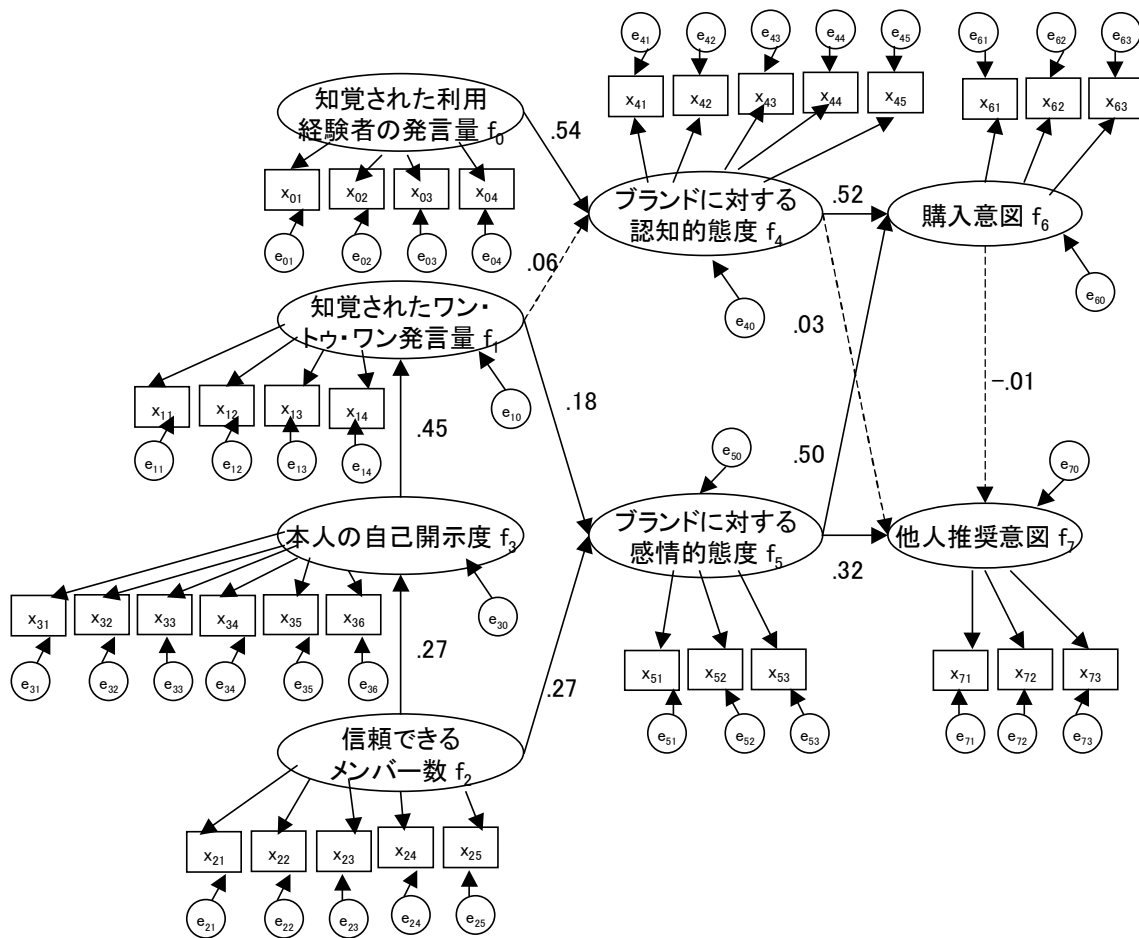 e41 e42 e43 e44 e45 e61 e62 e63
x41 x42 x43 x44 x45 x61 x62 x63
知覚された利用
経験者の発言量 f0
.54
x01 x02 x03 x04
e01 e02 e03 e04
ブランドに対する
認知的態度 f4
.52
購入意図 f6
.06
e40
e60
知覚されたワン・
トゥ・ワン発言量 f1
.03
x11 x12 x13 x14
e11 e12 e13 e14
e10
.18
-.01
.45
.50
e50
e70
本人の自己開示度 f3
ブランドに対する
感情的態度 f5
.32
他人推奨意図 f7
x31 x32 x33 x34 x35 x36
e31 e32 e33 e34 e35 e36
e30
.27
.27
x51 x52 x53
e51 e52 e53
x71 x72 x73
e71 e72 e73
信頼できる
メンバー数 f2
x21 x22 x23 x24 x25
e21 e22 e23 e24 e25